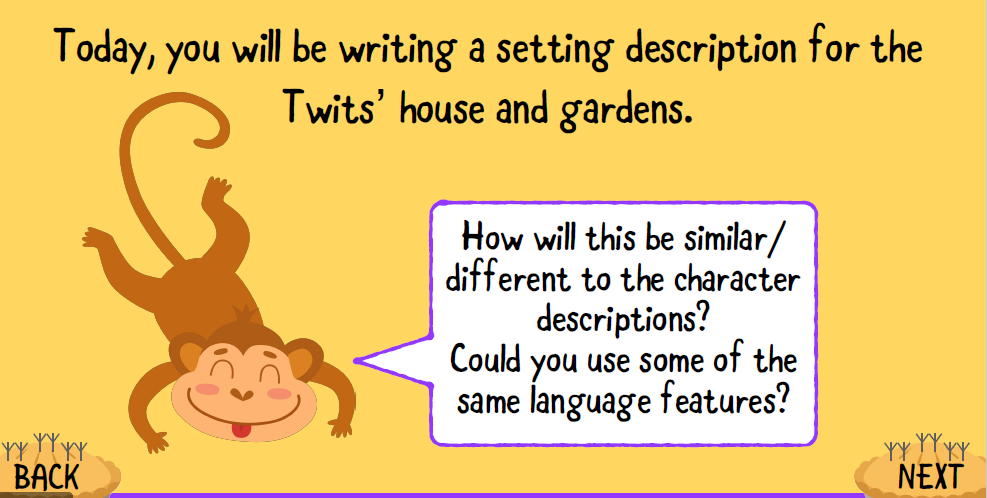 Today, you will be writing a setting description for the
Twits' house and gardens.
How will this be similar/
different to the character
descriptions?
Could you use some of the
same language features?
BACK
NEXT